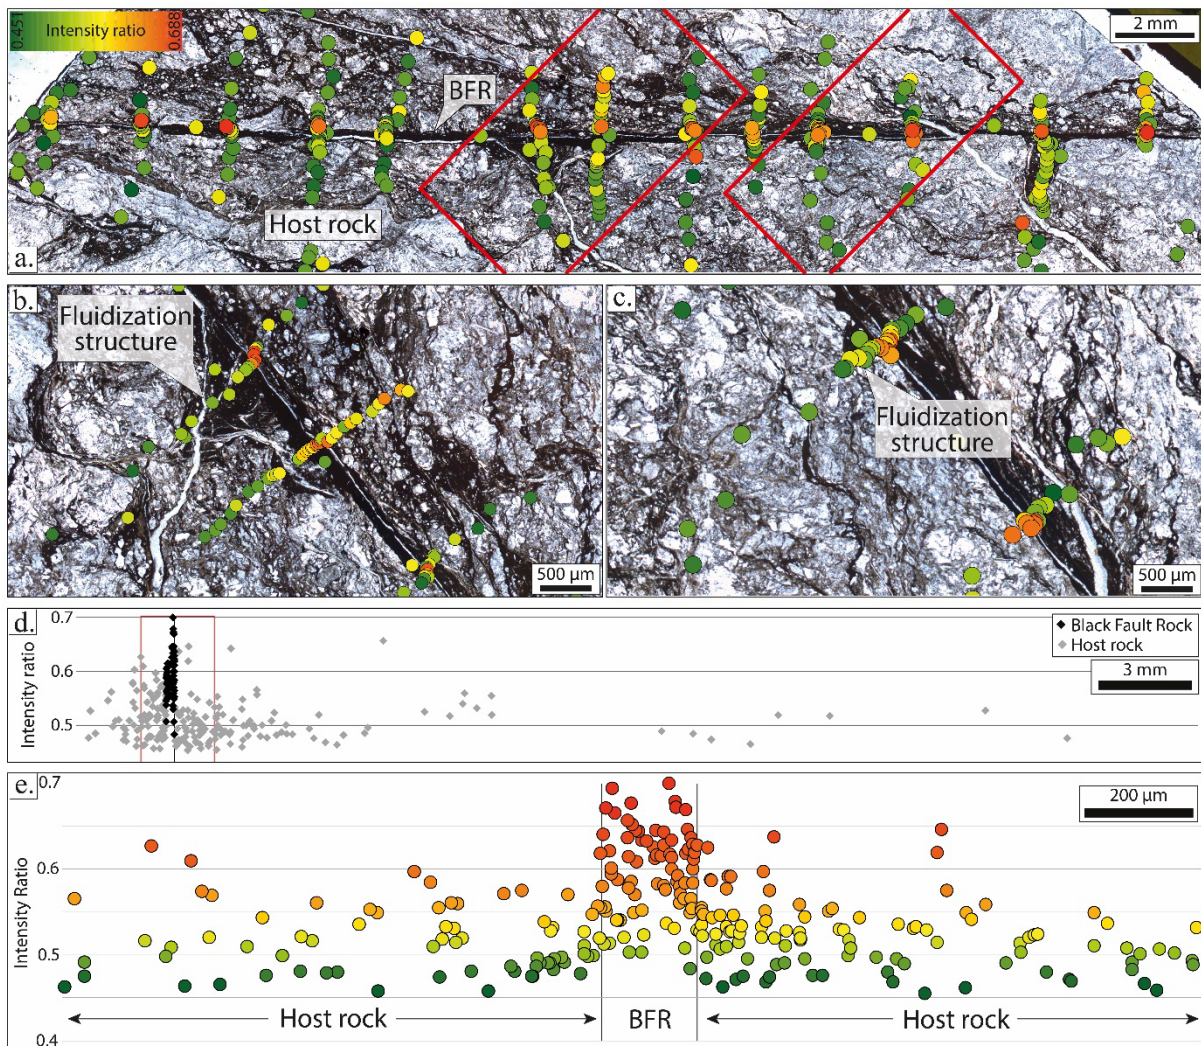 0.451
Intensity ratio
0.688
2 mm
BFR
Host rock
a.
b.
Fluidization
structure
500 µm
c.
Fluidization
structure
500 µm
d.
0.7
0.6
0.5
Intensity ratio
Black Fault Rock
Host rock
3 mm
e.
0.7
0.6
0.5
0.4
Intensity Ratio
200 µm
Host rock
BFR
Host rock